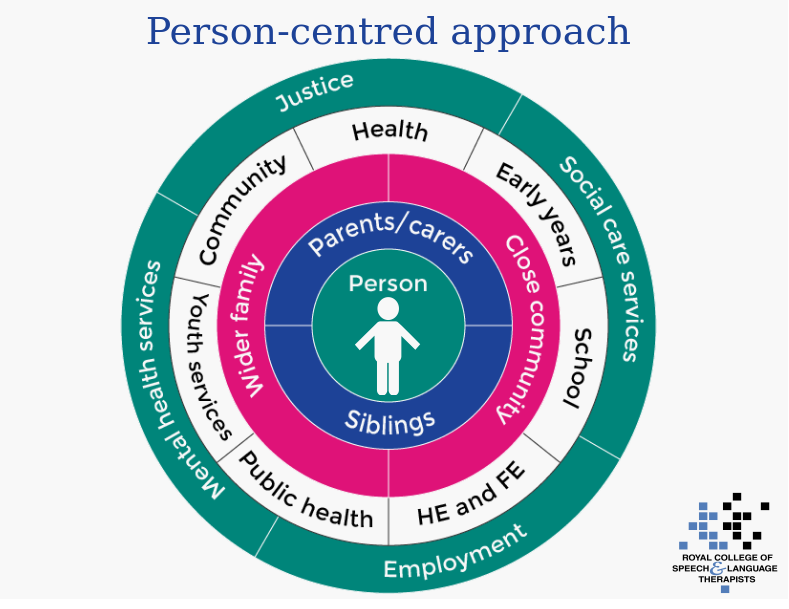 Person-centred approach
Justice
Social care services
Employment
Mental health services
Health
Early years
School
HE and FE
Public health
Youth services
Community
Wider family
Close community
Parents/carers
Siblings
Person
ROYAL COLLEGE OF
SPEECH & LANGUAGE
THERAPISTS